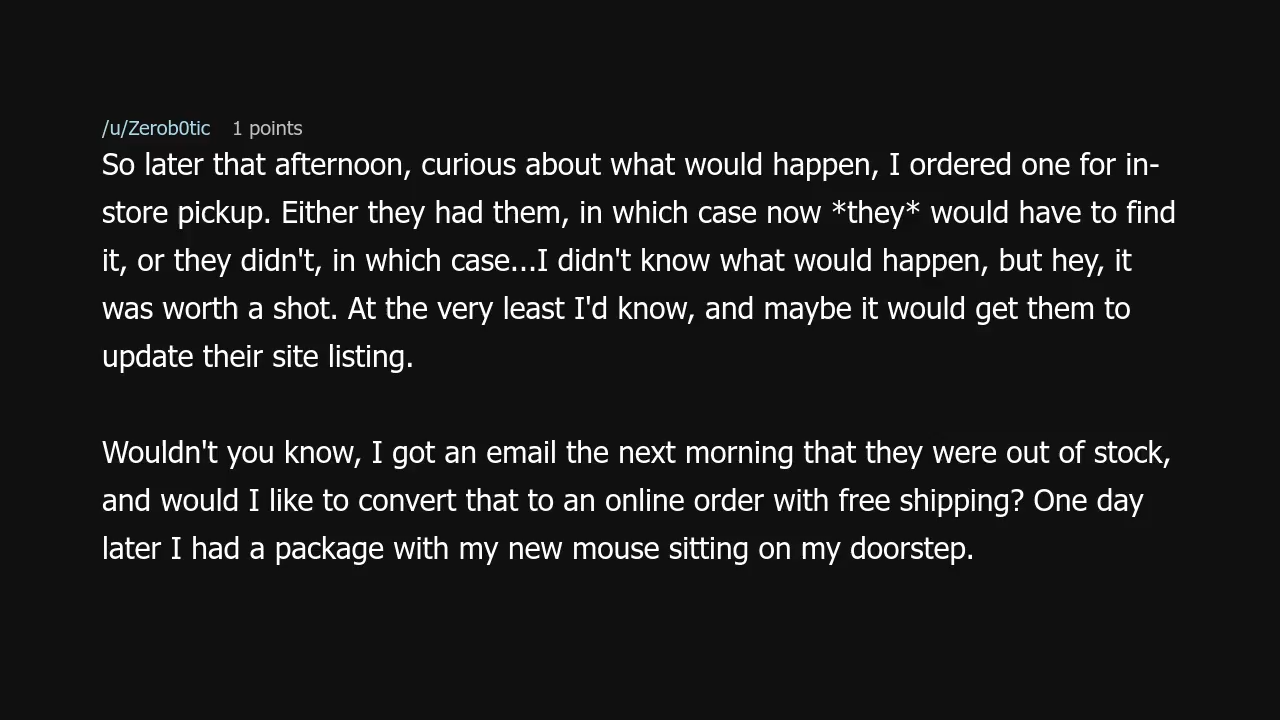 /u/Zerob0tic 1 points
So later that afternoon, curious about what would happen, I ordered one for in-
store pickup. Either they had them, in which case now *they* would have to find
it, or they didn't, in which case...I didn't know what would happen, but hey, it
was worth a shot. At the very least I'd know, and maybe it would get them to
update their site listing.
Wouldn't you know, I got an email the next morning that they were out of stock,
and would I like to convert that to an online order with free shipping? One day
later I had a package with my new mouse sitting on my doorstep.